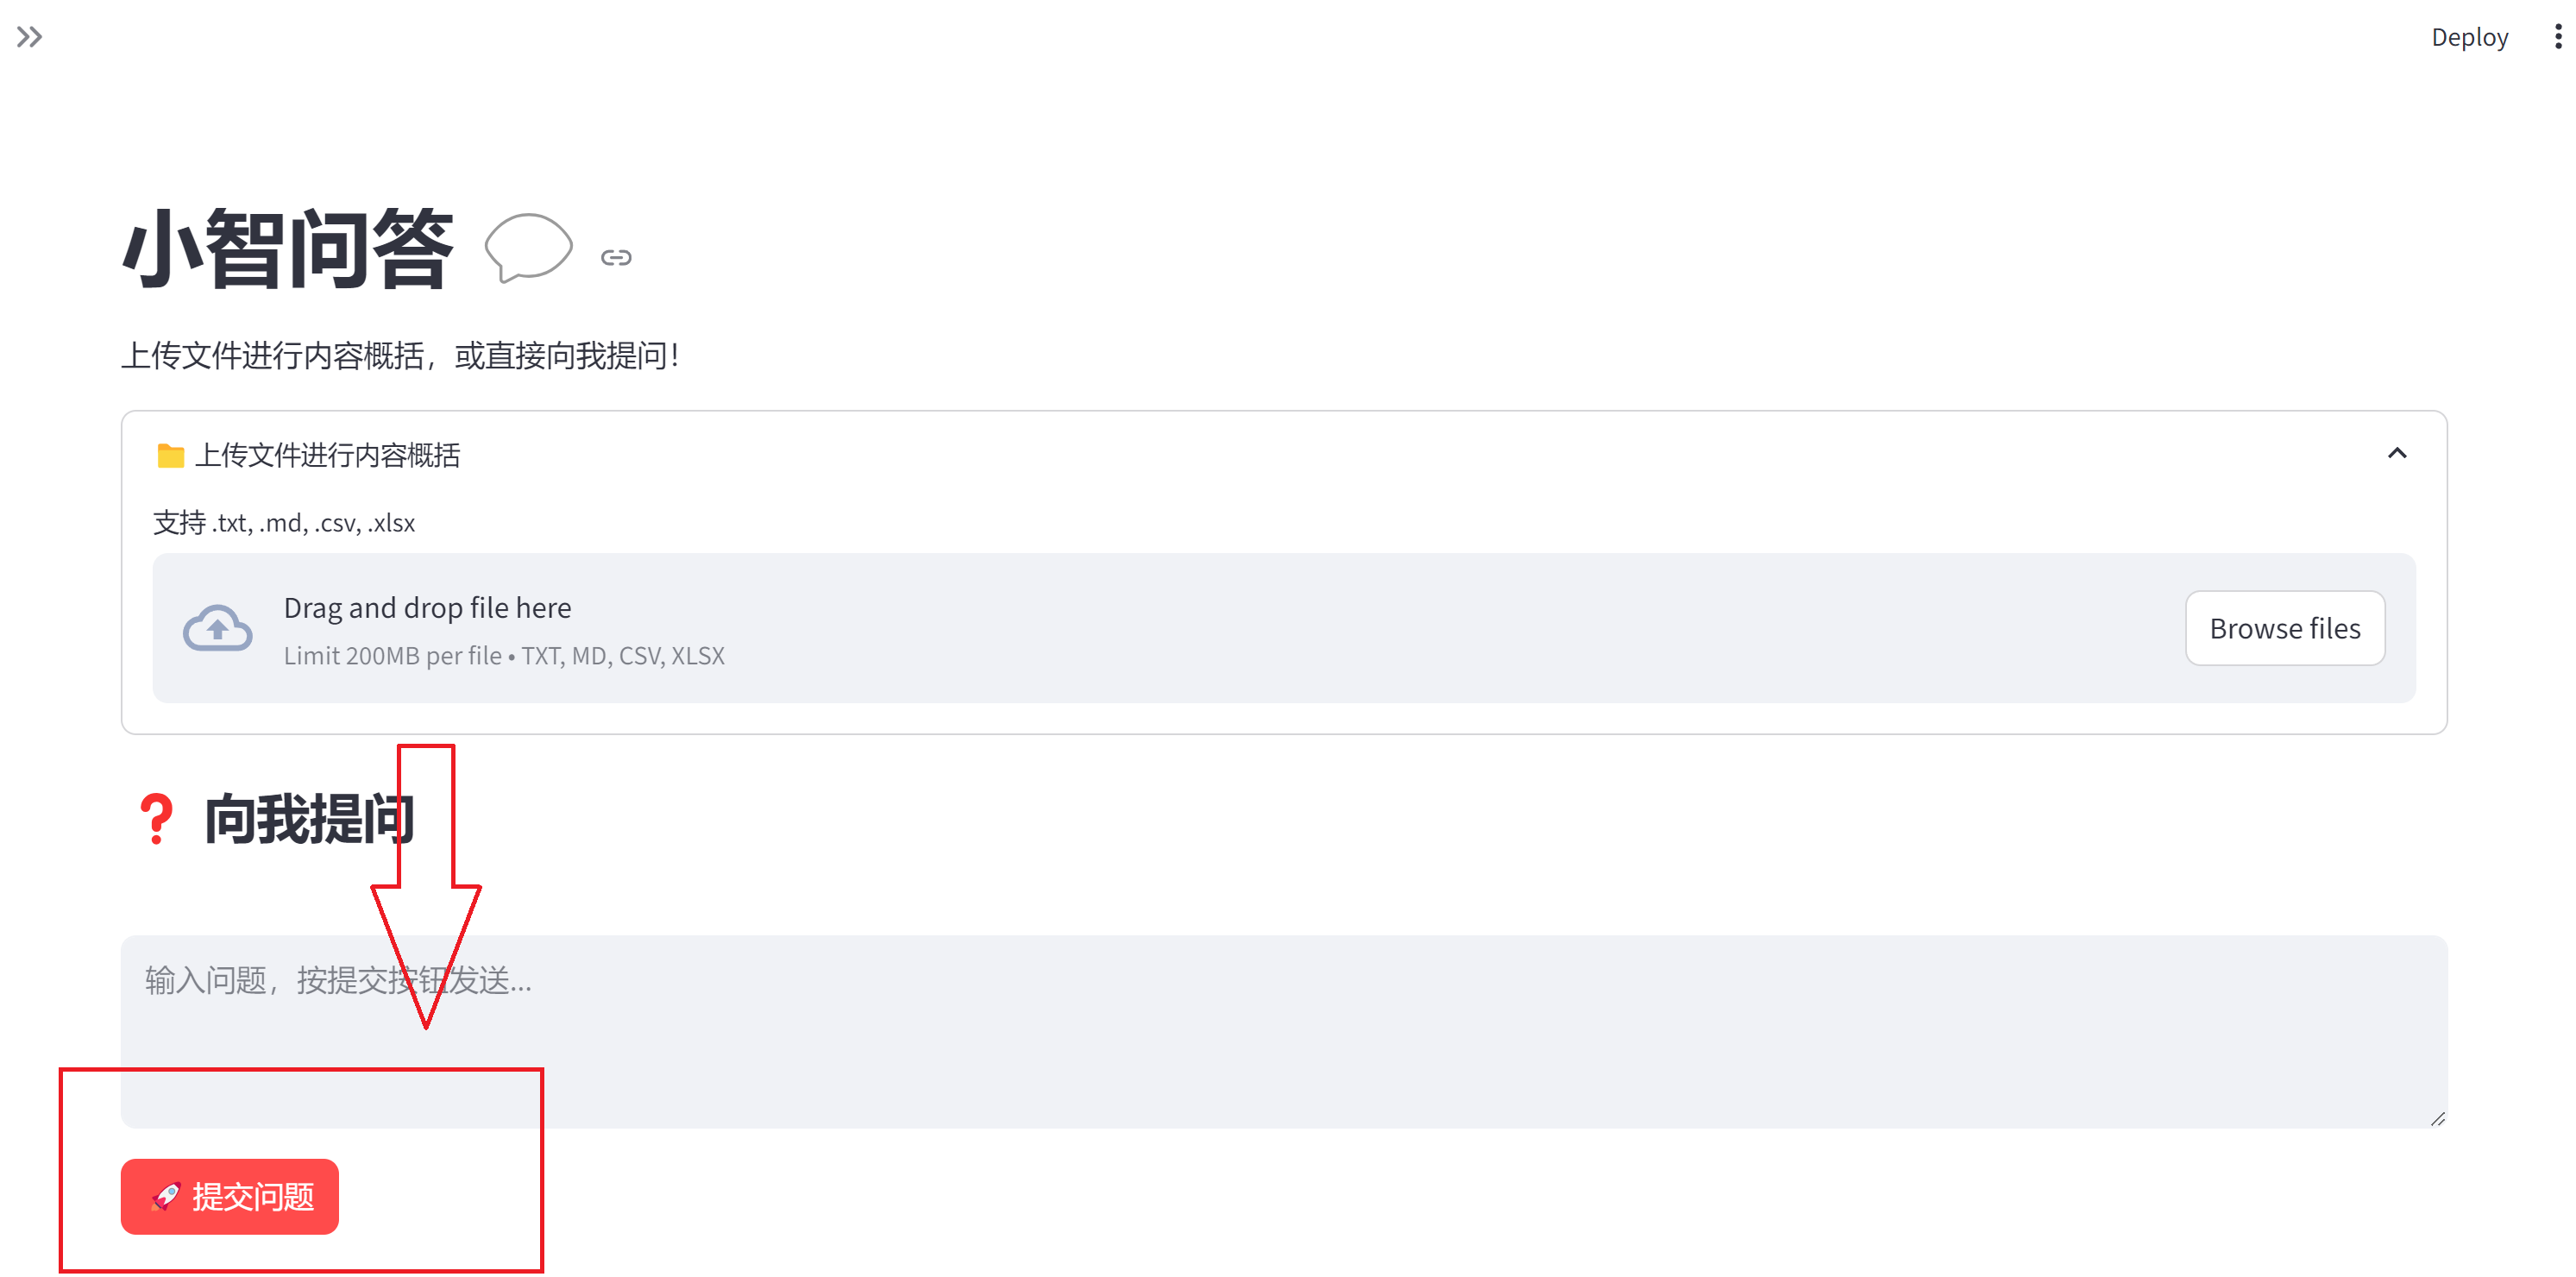 Deploy
小智问答
上传文件进行内容概括，或直接向我提问！
上传文件进行内容概括
支持 .txt, .md, .csv, .xlsx
Drag and drop file here
Limit 200MB per file • TXT, MD, CSV, XLSX
Browse files
❓ 向我提问
输入问题，按提交按钮发送...
🚀 提交问题